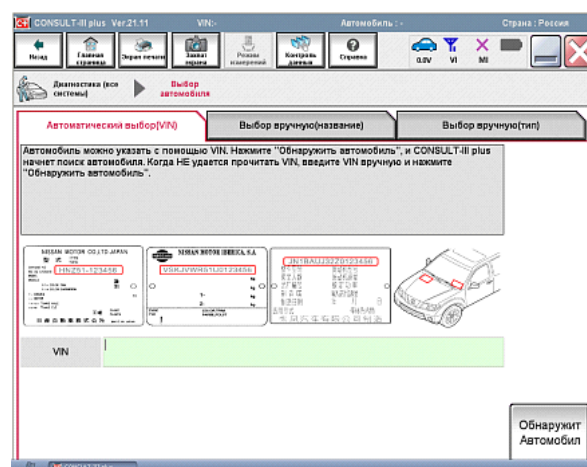 CONSULT-III plus Ver.21.11 VIN:- Автомобиль : - Страна : Россия
Назад Главная страница Экран печати Захват экрана Режим измерений Контроль данных Справка 0.0V VI MI
Диагностика (все системы) Выбор автомобиля
Автоматический выбор(VIN) Выбор вручную(название) Выбор вручную(тип)
Автомобиль можно указать с помощью VIN. Нажмите "Обнаружить автомобиль", и CONSULT-III plus
начнет поиск автомобиля. Когда НЕ удается прочитать VIN, введите VIN вручную и нажмите
"Обнаружить автомобиль".
NISSAN MOTOR CO.,LTD.JAPAN
HNZ51-123456
NISSAN MOTOR IBERICA, S.A.
VSKJVWR51U0123456
JN1BAUJ32Z0123456
VIN
Обнаружит
Автомобил
CONSULT-III plus